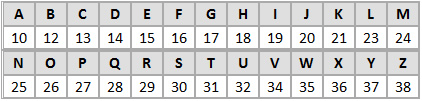 A B C D E F G H I J K L M
10 12 13 14 15 16 17 18 19 20 21 23 24
N O P Q R S T U V W X Y Z
25 26 27 28 29 30 31 32 34 35 36 37 38